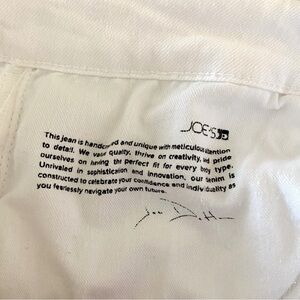 JOE'S
This jean is handcrafted and unique with meticulous attention
to detail. We value quality, thrive on creativity, and pride
ourselves on having the perfect fit for every body type.
Unrivaled in sophistication and innovation, our denim is
constructed to celebrate your confidence and individuality as
you fearlessly navigate your own future.